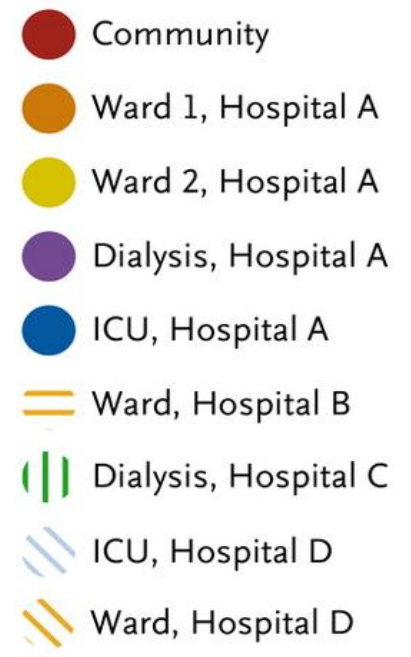 Community
Ward 1, Hospital A
Ward 2, Hospital A
Dialysis, Hospital A
ICU, Hospital A
Ward, Hospital B
Dialysis, Hospital C
ICU, Hospital D
Ward, Hospital D